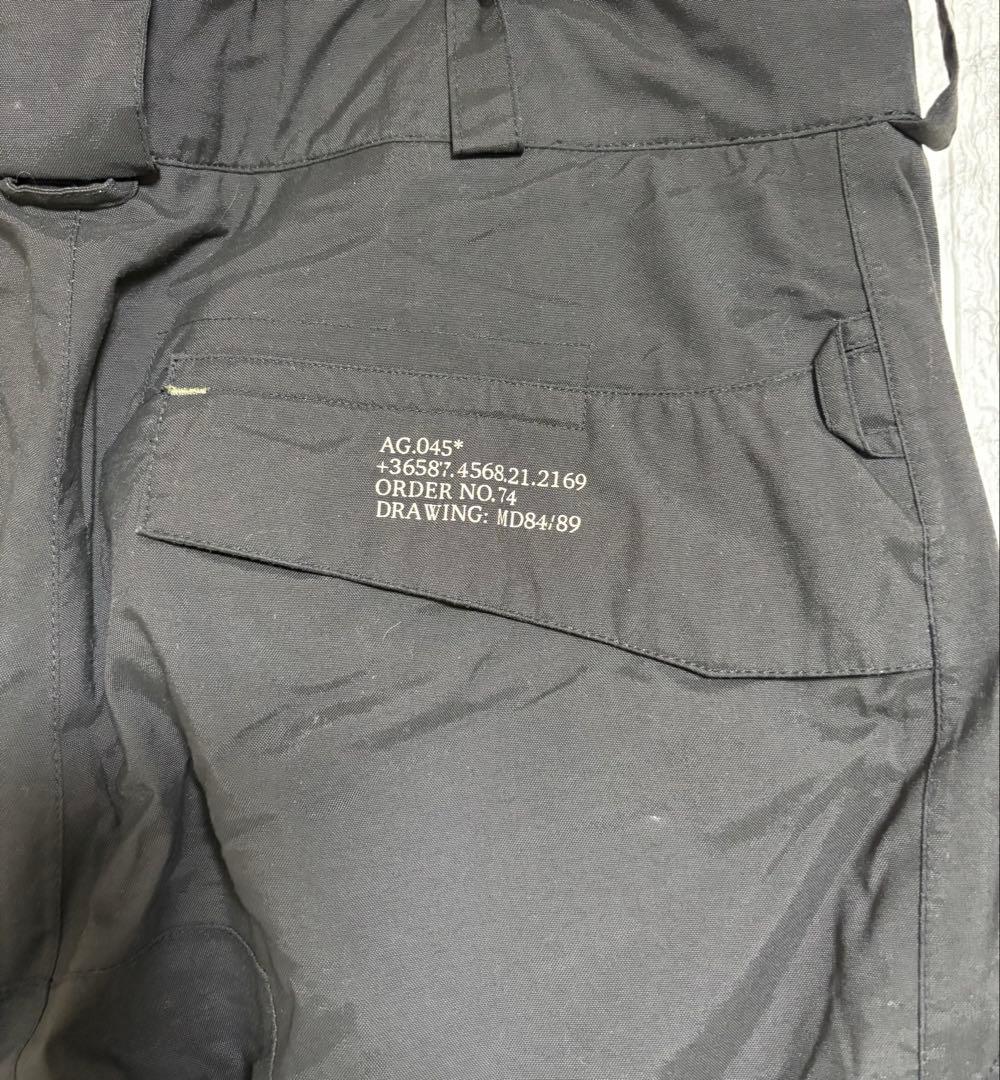 AG.045*
+36587.4568.21.2169
ORDER NO.74
DRAWING: MD84/89